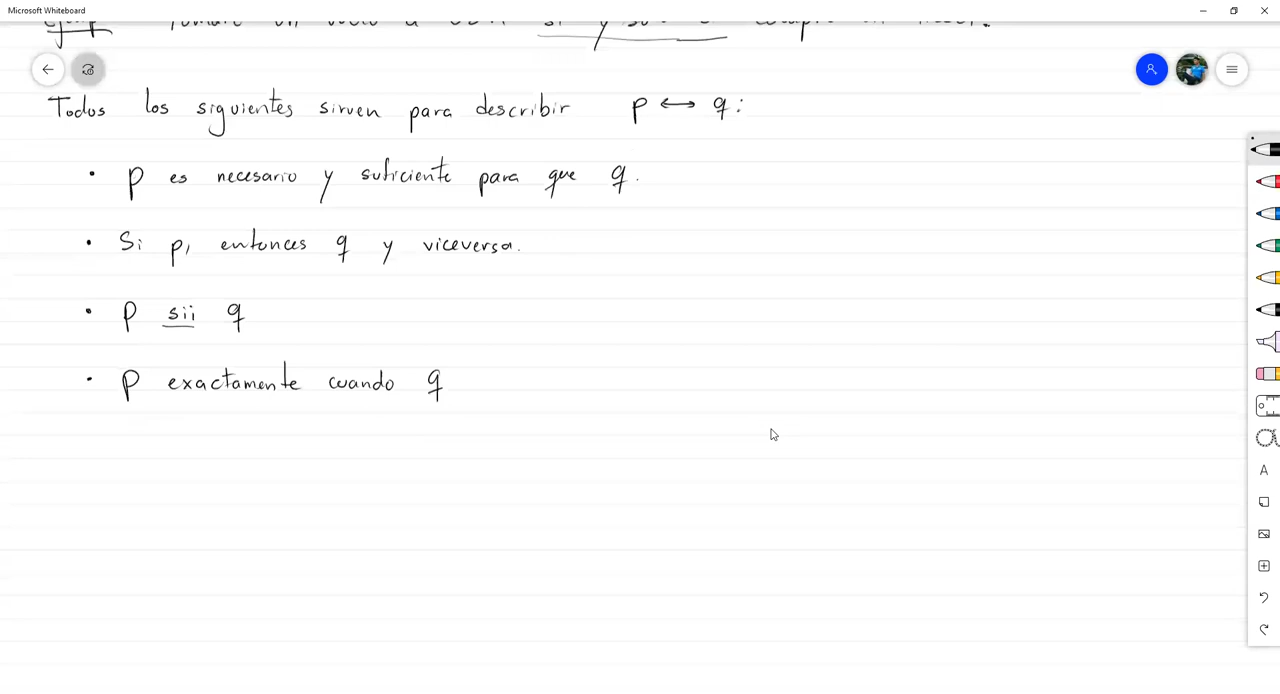 Microsoft Whiteboard
si y
Todos los siguientes sirven para describir p ↔ q:
• p es necesario y suficiente para que q.
• Si p, entonces q y viceversa.
• p sii q
• p exactamente cuando q
A